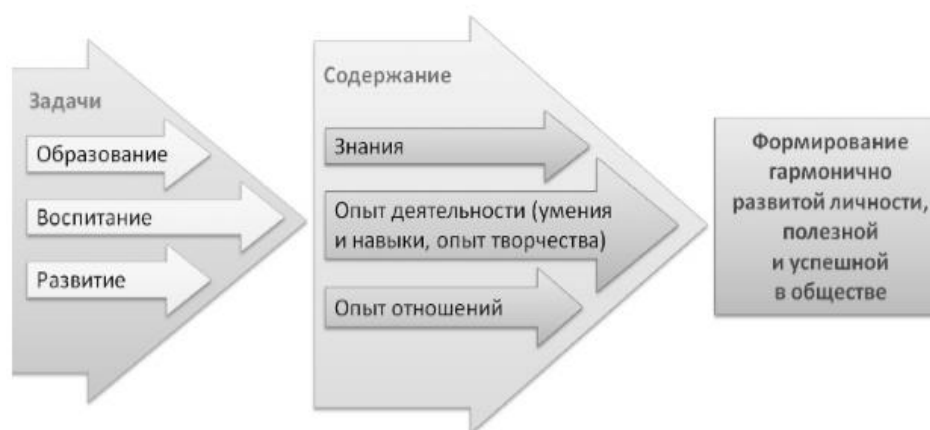 Задачи
Образование
Воспитание
Развитие
Содержание
Знания
Опыт деятельности (умения
и навыки, опыт творчества)
Опыт отношений
Формирование
гармонично
развитой личности,
полезной
и успешной
в обществе